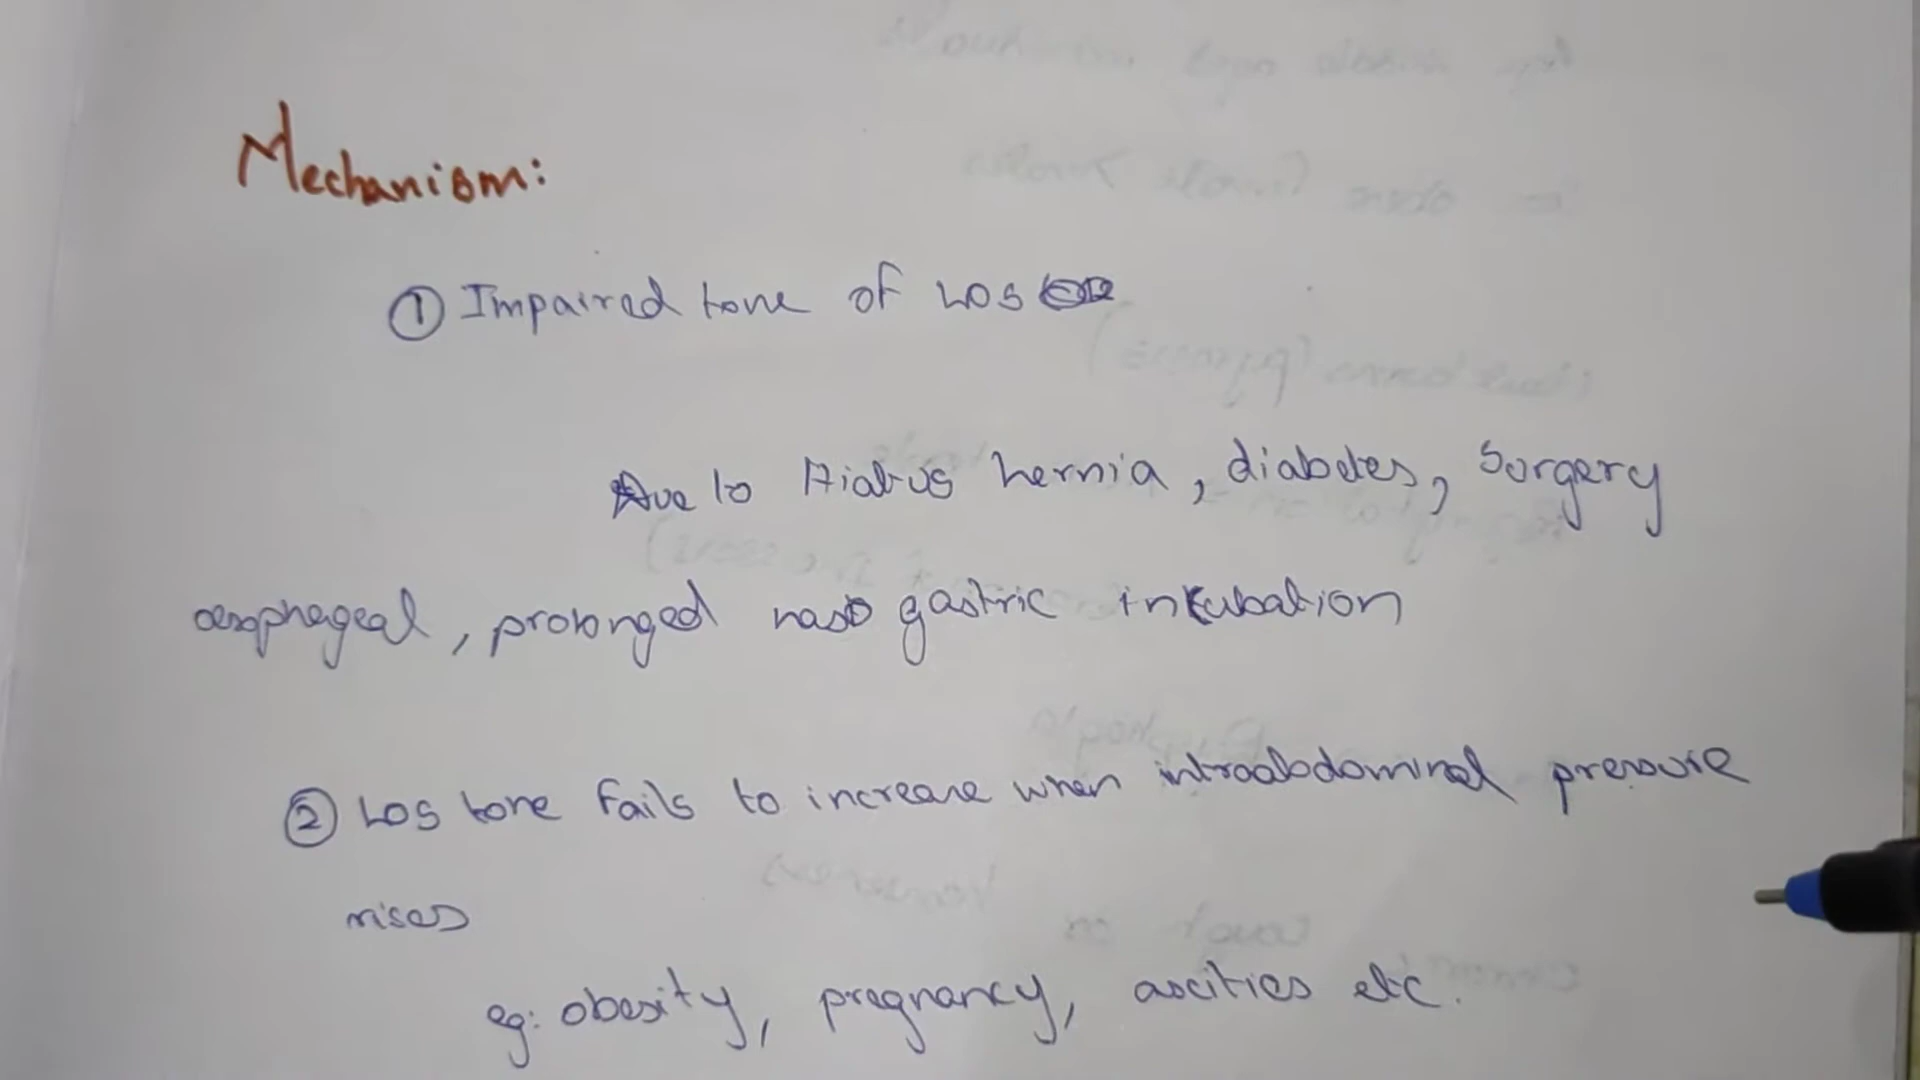 Mechanism:
① Impaired tone of LOS
Due to Hiatus hernia, diabetes, Surgery
oesophageal, prolonged naso gastric intubation
② LOS tone fails to increase when intraabdominal pressure
rises
eg: obesity, pregnancy, ascities etc.